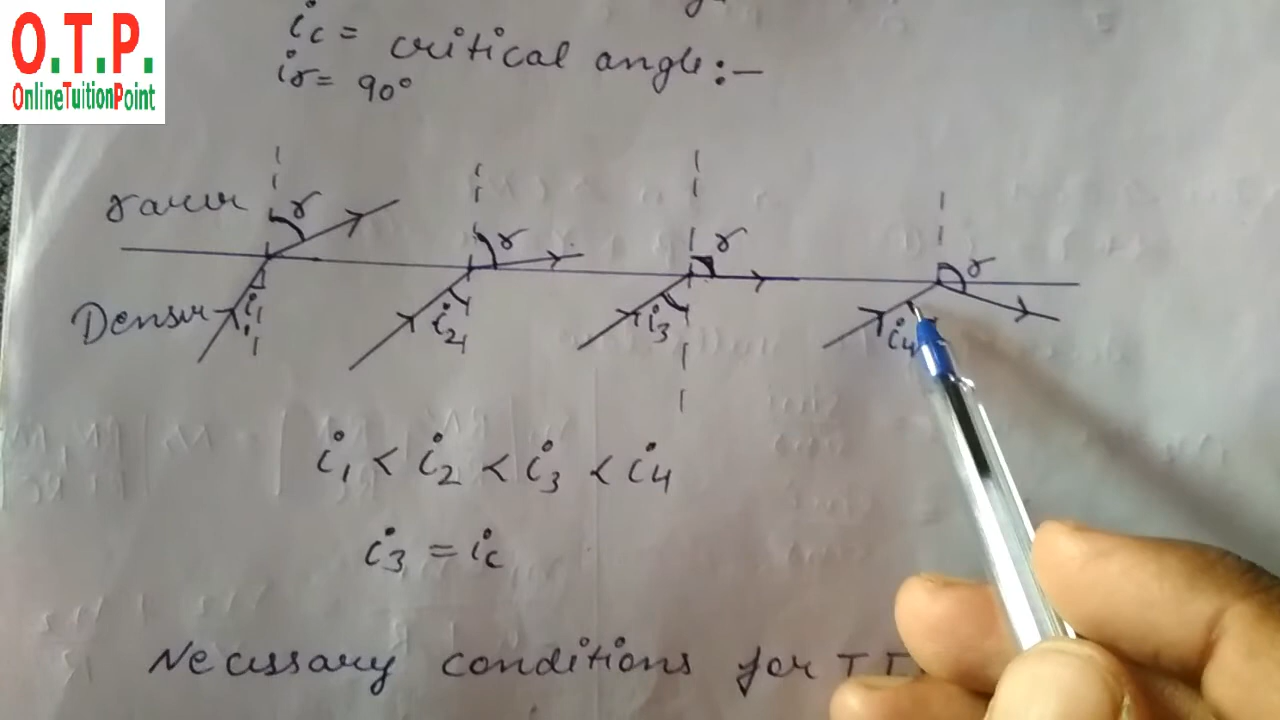 O.T.P.
OnlineTuitionPoint
ic = critical angle:-
ir = 90°
rarer r r r r
Denser i1 i2 i3 i4
i1 < i2 < i3 < i4
i3 = ic
Necessary conditions for T.I